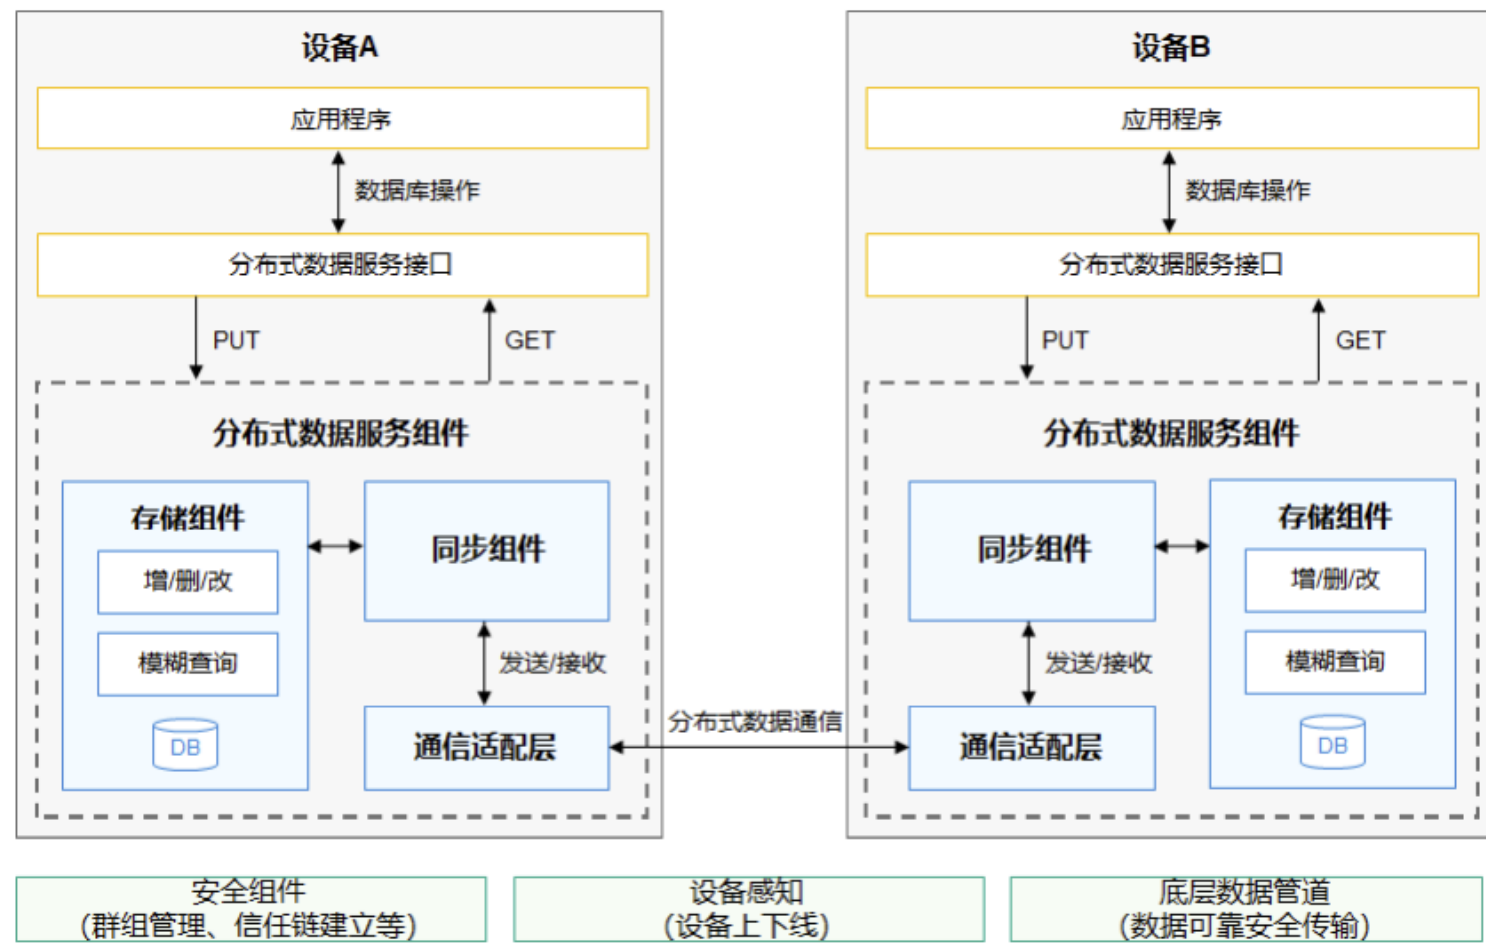 设备A
应用程序
数据库操作
分布式数据服务接口
PUT
GET
分布式数据服务组件
存储组件
增/删/改
模糊查询
DB
同步组件
发送/接收
通信适配层
分布式数据通信
设备B
应用程序
数据库操作
分布式数据服务接口
PUT
GET
分布式数据服务组件
同步组件
发送/接收
通信适配层
存储组件
增/删/改
模糊查询
DB
安全组件
(群组管理、信任链建立等)
设备感知
(设备上下线)
底层数据管道
(数据可靠安全传输)